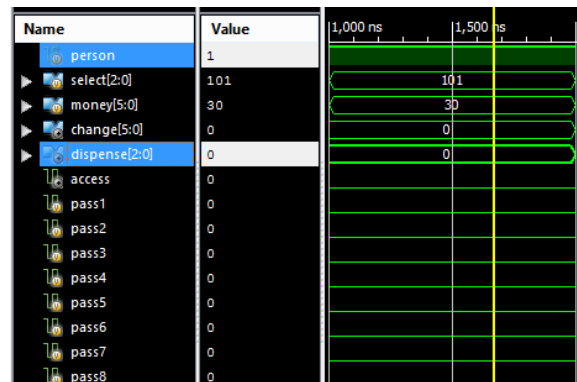 Name Value 1,000 ns 1,500 ns
person 1
select[2:0] 101 101
money[5:0] 30 30
change[5:0] 0 0
dispense[2:0] 0 0
access 0
pass1 0
pass2 0
pass3 0
pass4 0
pass5 0
pass6 0
pass7 0
pass8 0